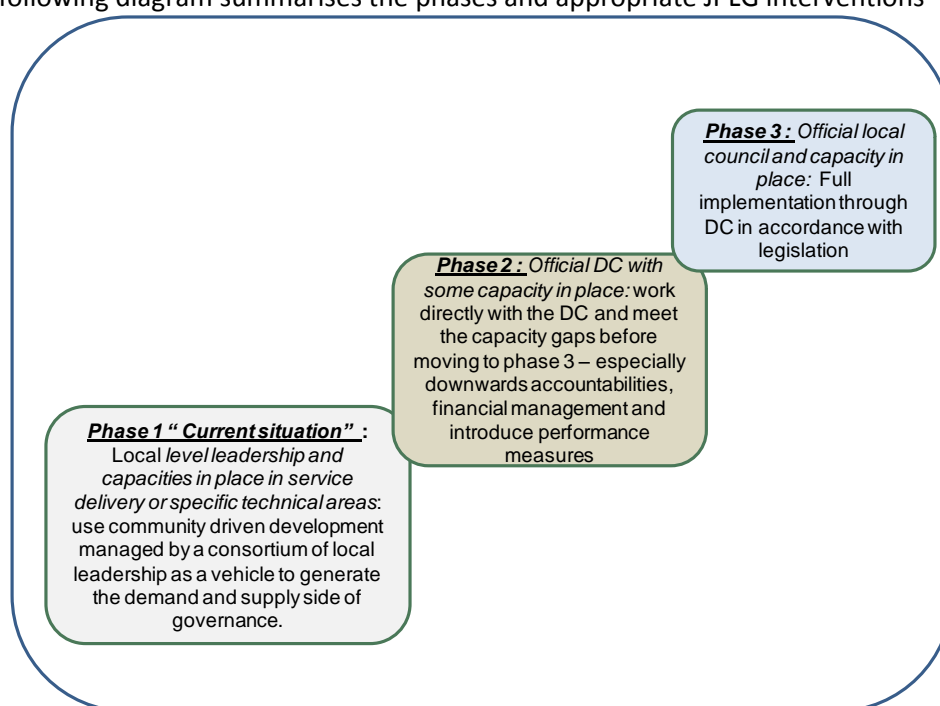 following diagram summarises the phases and appropriate JPLG interventions
Phase 3 : Official local
council and capacity in
place: Full
implementation through
DC in accordance with
legislation
Phase 2 : Official DC with
some capacity in place: work
directly with the DC and meet
the capacity gaps before
moving to phase 3 – especially
downwards accountabilities,
financial management and
introduce performance
measures
Phase 1 “ Current situation” :
Local level leadership and
capacities in place in service
delivery or specific technical areas:
use community driven development
managed by a consortium of local
leadership as a vehicle to generate
the demand and supply side of
governance.